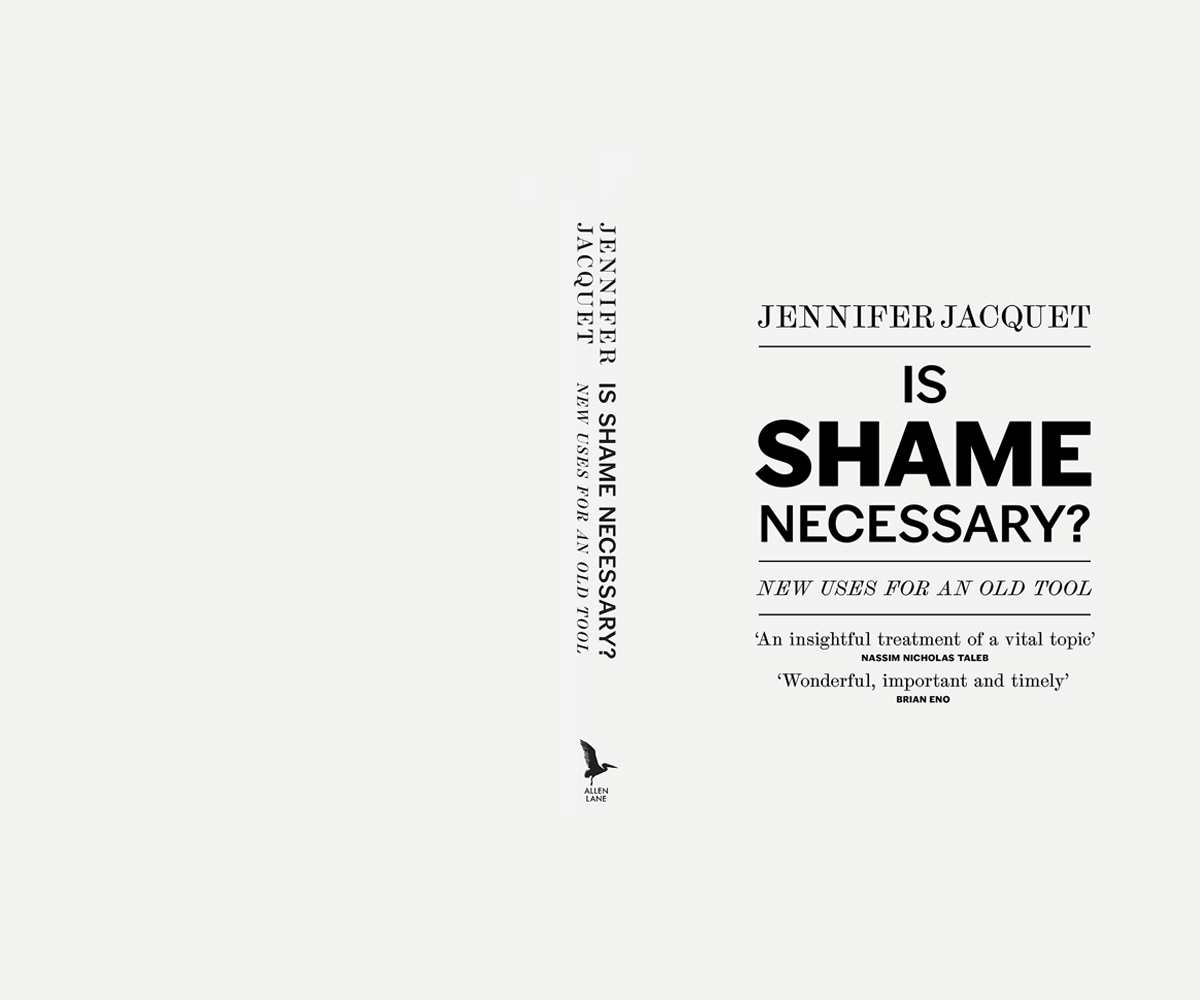 JENNIFER
JACQUET
IS SHAME NECESSARY?
NEW USES FOR AN OLD TOOL
ALLEN
LANE
JENNIFER JACQUET
IS
SHAME
NECESSARY?
NEW USES FOR AN OLD TOOL
‘An insightful treatment of a vital topic’
NASSIM NICHOLAS TALEB
‘Wonderful, important and timely’
BRIAN ENO